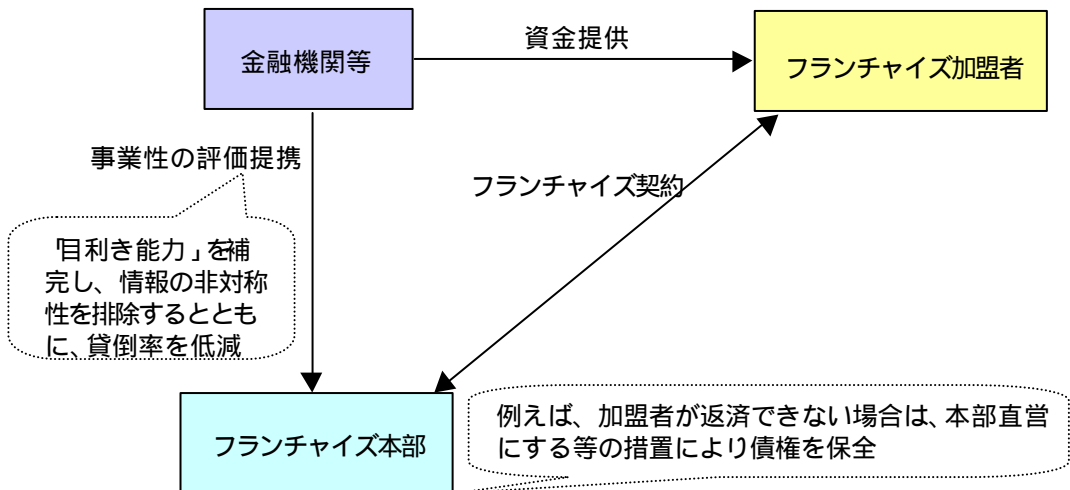 資金提供
金融機関等
フランチャイズ加盟者
事業性の評価提携
フランチャイズ契約
「目利き能力」を補
完し、情報の非対称
性を排除するととも
に、貸倒率を低減
例えば、加盟者が返済できない場合は、本部直営
にする等の措置により債権を保全
フランチャイズ本部